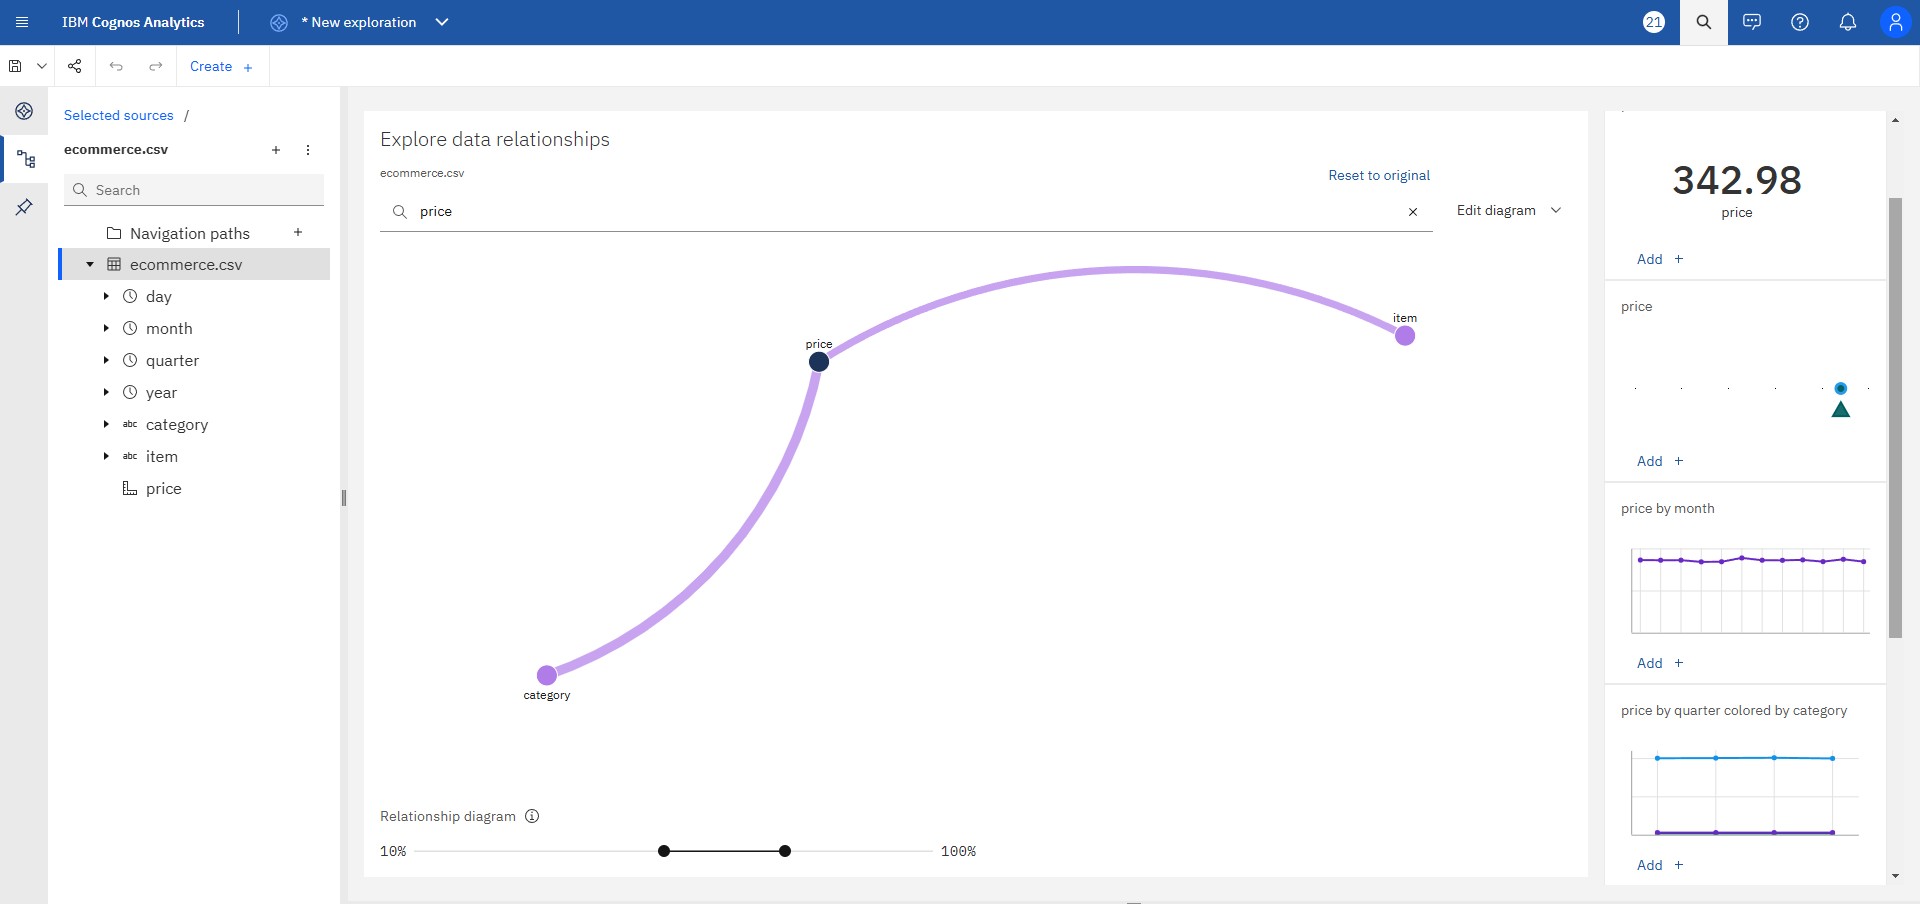 IBM Cognos Analytics
* New exploration
21
Create +
Selected sources /
ecommerce.csv
Search
Navigation paths
ecommerce.csv
day
month
quarter
year
abc category
abc item
price
Explore data relationships
ecommerce.csv
Reset to original
price
Edit diagram
price
item
category
Relationship diagram
10%
100%
342.98
price
Add +
price
Add +
price by month
Add +
price by quarter colored by category
Add +